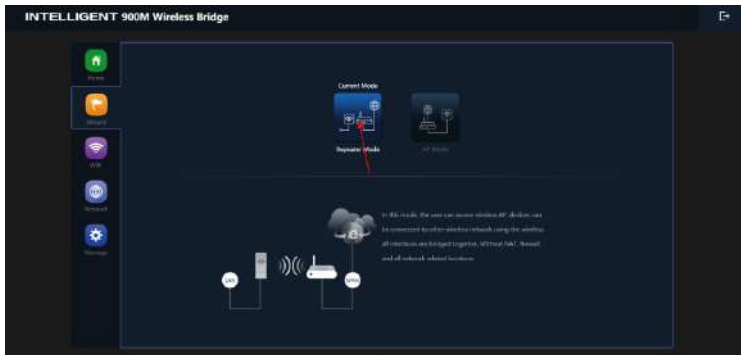 INTELLIGENT 900M Wireless Bridge
Home
Wizard
WiFi
Network
Manage
Current Mode
Repeater Mode
AP Mode
In this mode, the user can access wireless AP, devices can
be connected to other wireless network using the wireless
all interfaces are bridged together, Without NAT, firewall
and all network related functions.
LAN